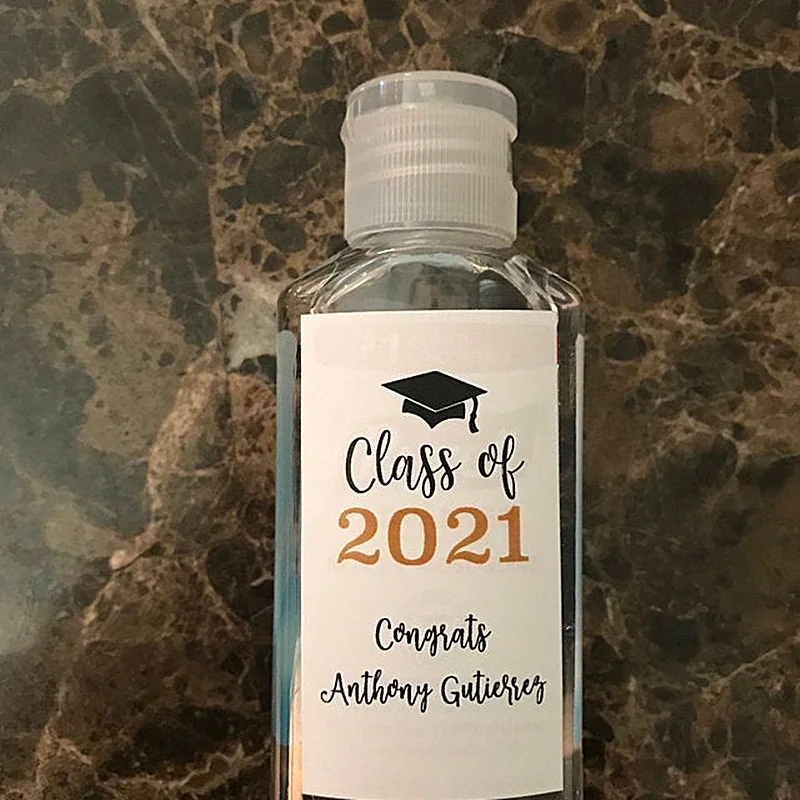 Class of
2021
Congrats
Anthony Gutierrez